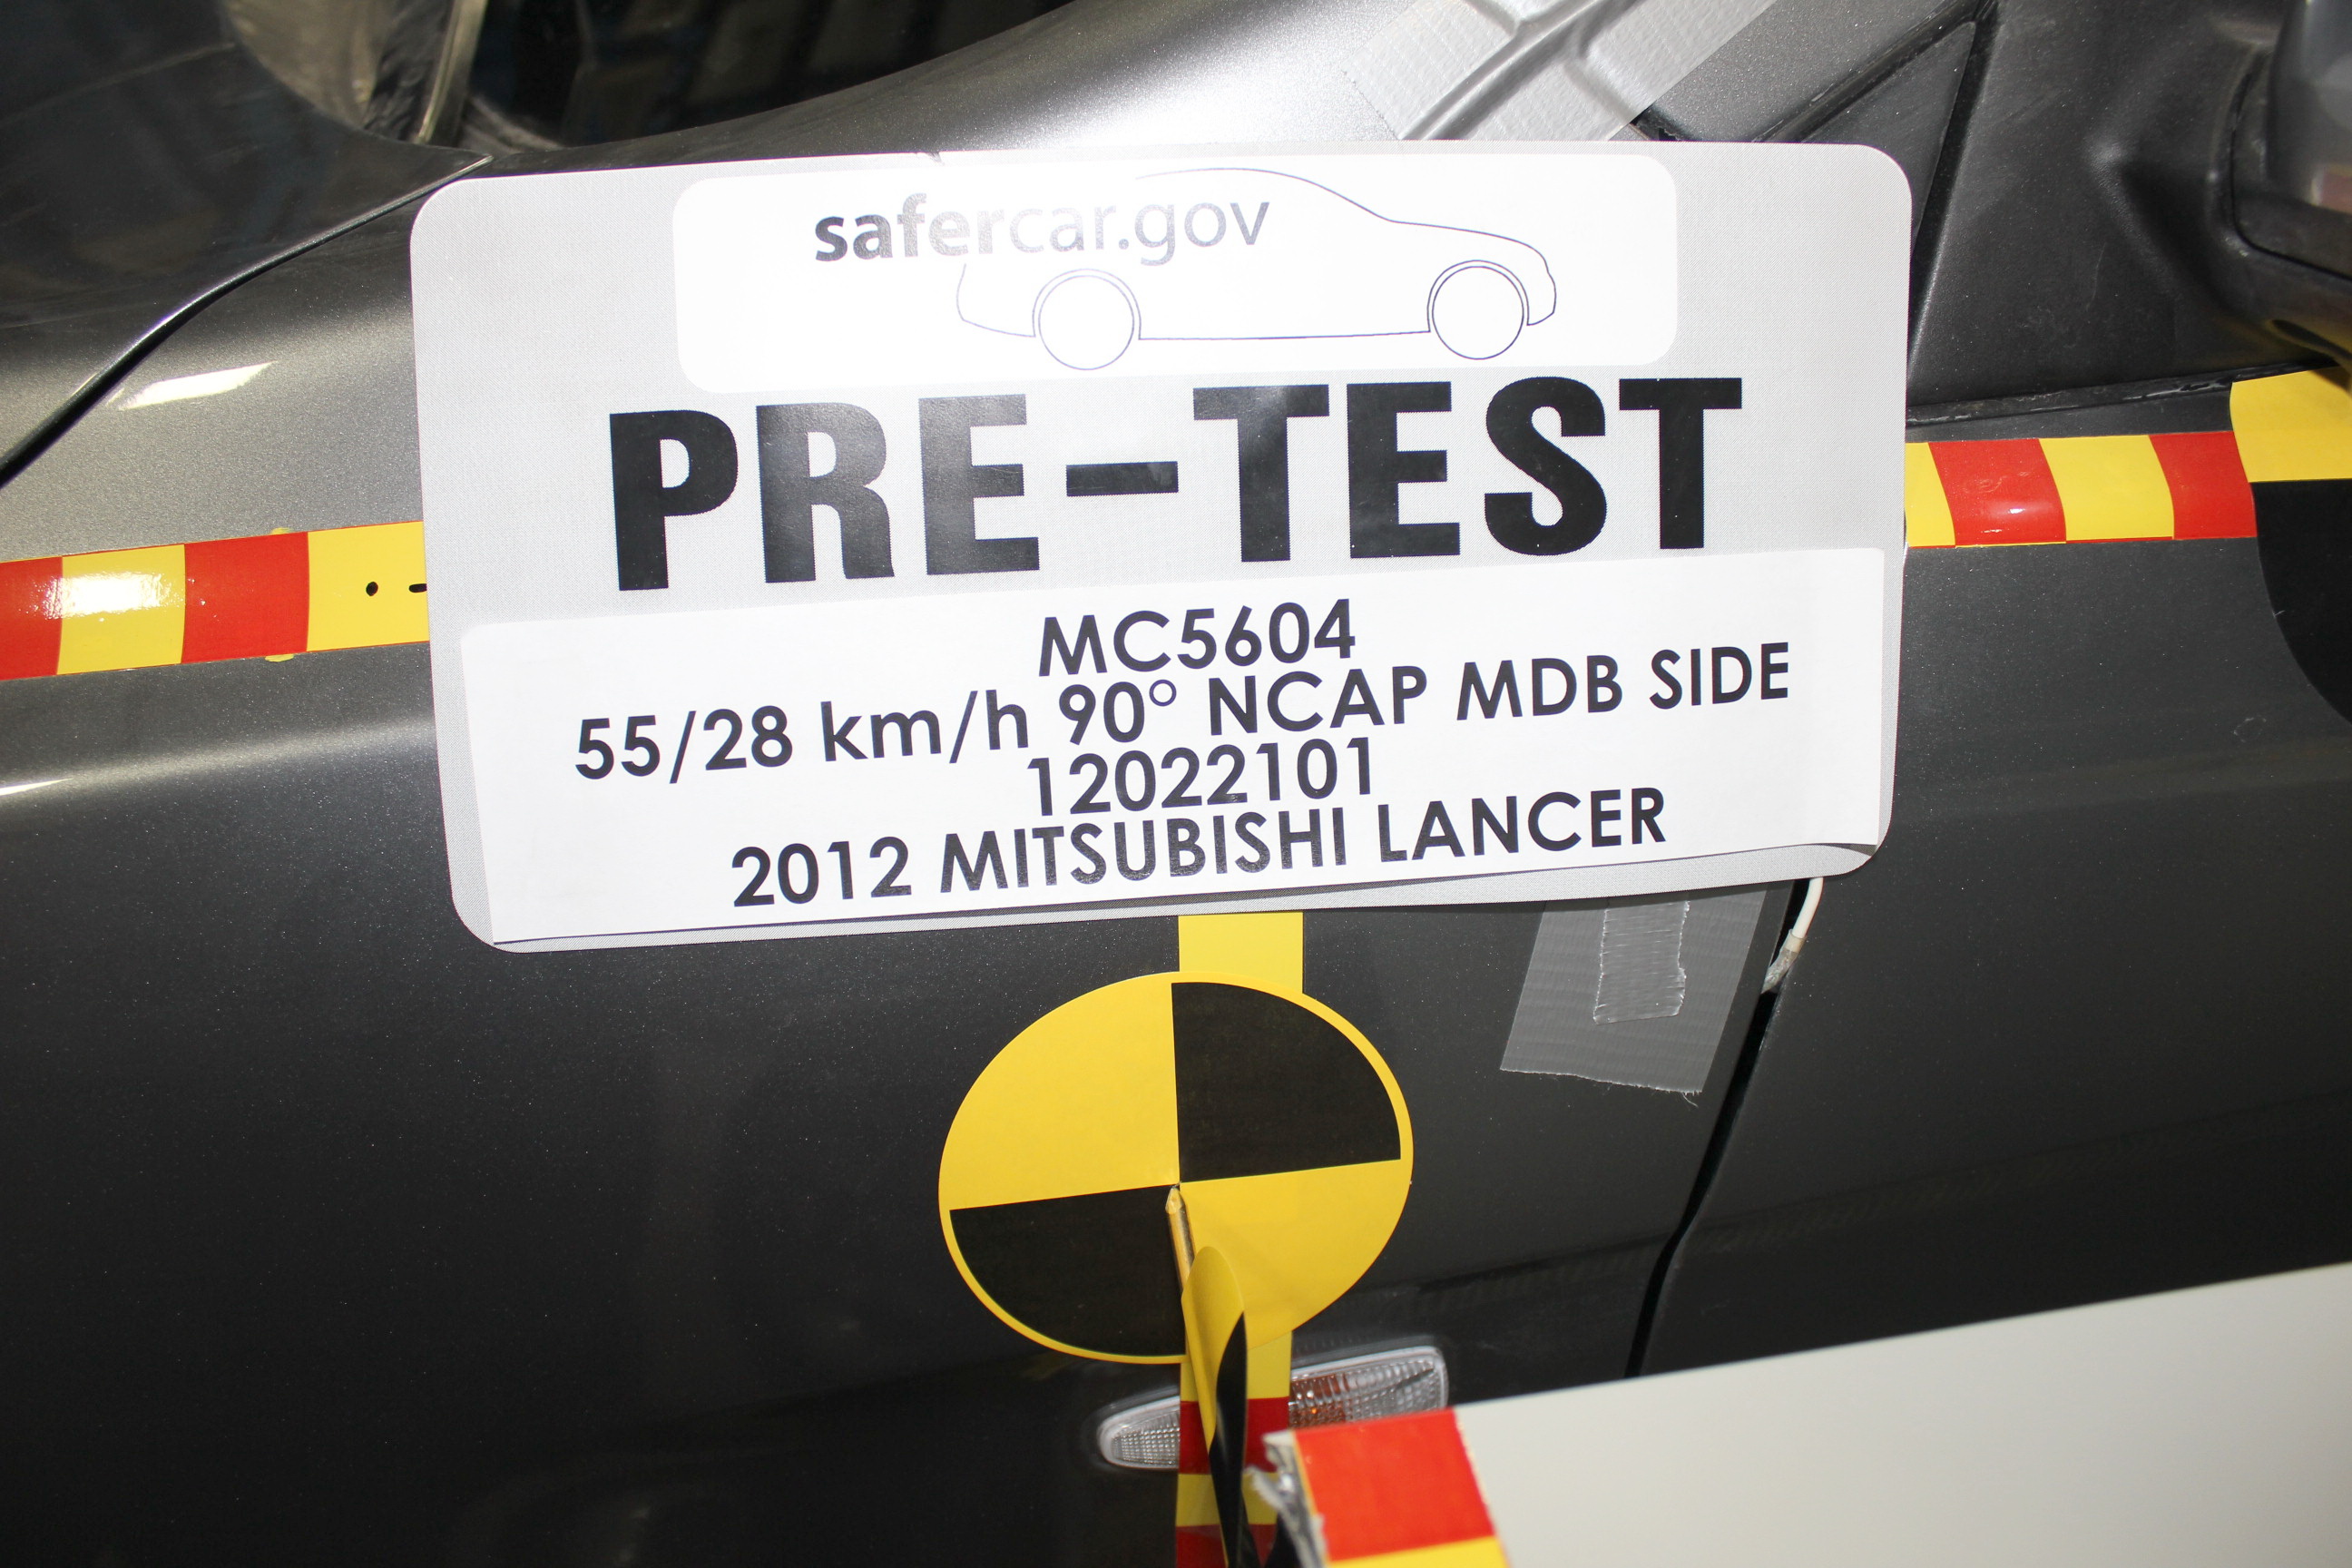 safercar.gov
PRE-TEST
MC5604
55/28 km/h 90° NCAP MDB SIDE
12022101
2012 MITSUBISHI LANCER